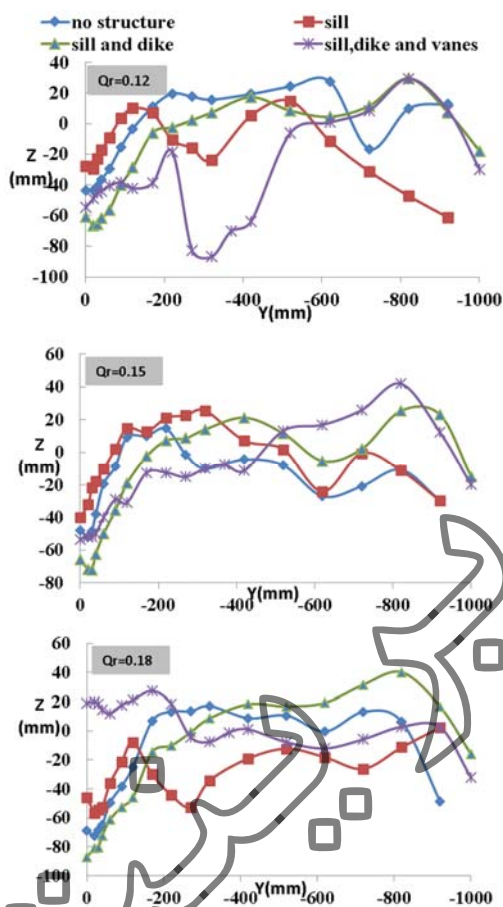 no structure sill
sill and dike sill,dike and vanes
Qr=0.12
40
20
0
-20
-40
-60
-80
-100
Z
(mm)
0 -200 -400 -600 -800 -1000
Y(mm)
Qr=0.15
60
40
20
0
-20
-40
-60
-80
Z
(mm)
0 -200 -400 -600 -800 -1000
Y(mm)
Qr=0.18
60
40
20
0
-20
-40
-60
-80
-100
Z
(mm)
0 -200 -400 -600 -800 -1000
Y(mm)